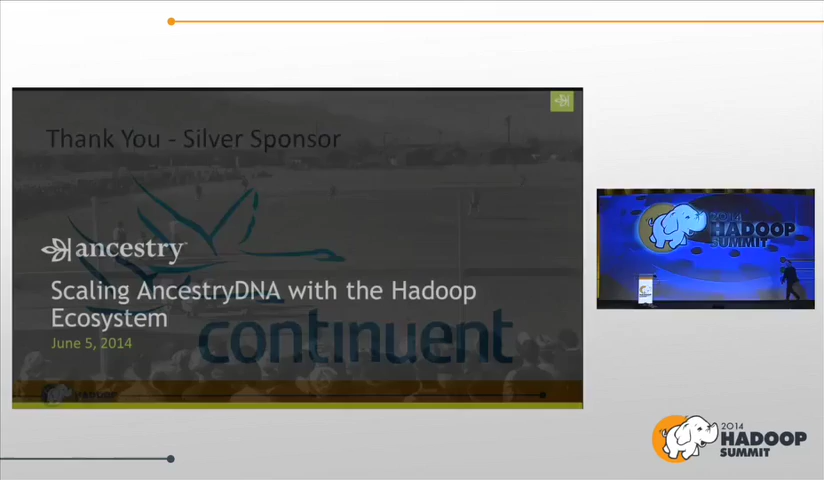 Thank You - Silver Sponsor
ancestry
Scaling AncestryDNA with the Hadoop
Ecosystem
June 5, 2014
continuent
HADOOP
2014
HADOOP
SUMMIT
2014
HADOOP
SUMMIT